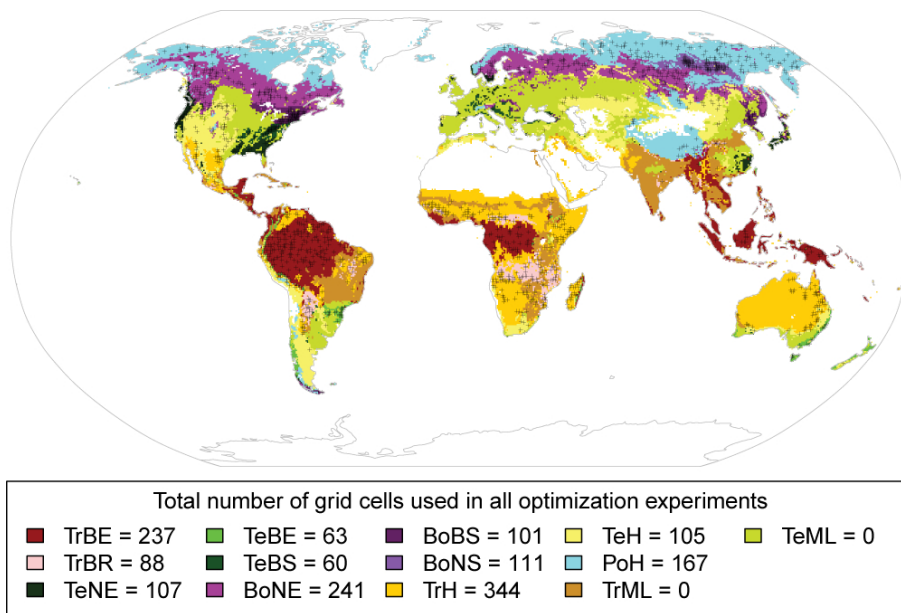 Total number of grid cells used in all optimization experiments
TrBE = 237 TeBE = 63 BoBS = 101 TeH = 105 TeML = 0
TrBR = 88 TeBS = 60 BoNS = 111 PoH = 167
TeNE = 107 BoNE = 241 TrH = 344 TrML = 0